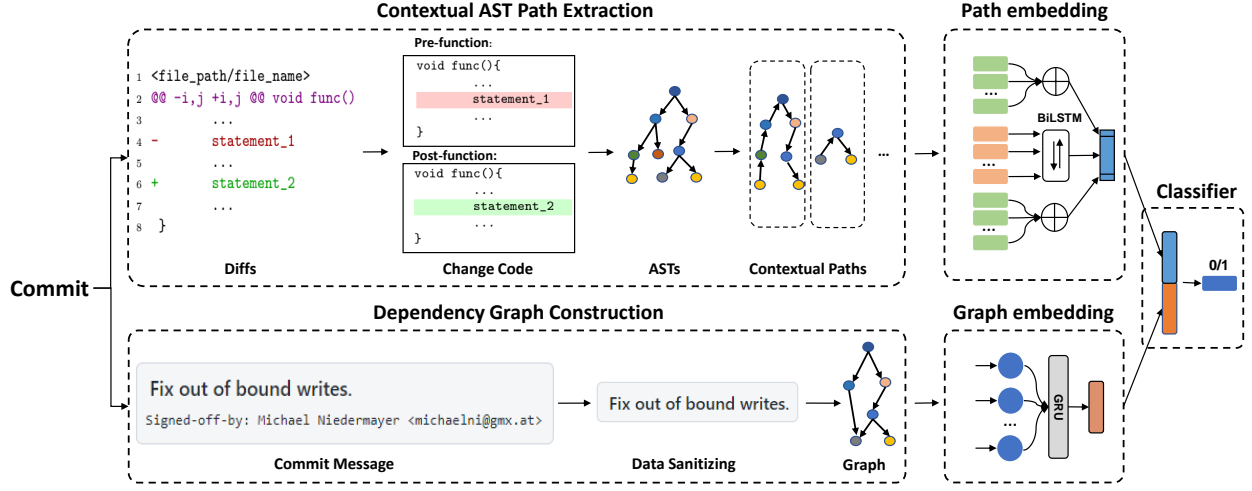 Contextual AST Path Extraction
1 <file_path/file_name>
2 @@ -i,j +i,j @@ void func()
3 ...
4 - statement_1
5 ...
6 + statement_2
7 ...
8 }
Diffs
Pre-function:
void func(){
...
statement_1
...
}
Post-function:
void func(){
...
statement_2
...
}
Change Code
ASTs
...
Contextual Paths
Path embedding
...
BiLSTM
...
...
Classifier
0/1
Commit
Dependency Graph Construction
Fix out of bound writes.
Signed-off-by: Michael Niedermayer <michaelni@gmx.at>
Commit Message
Fix out of bound writes.
Data Sanitizing
Graph
Graph embedding
...
GRU